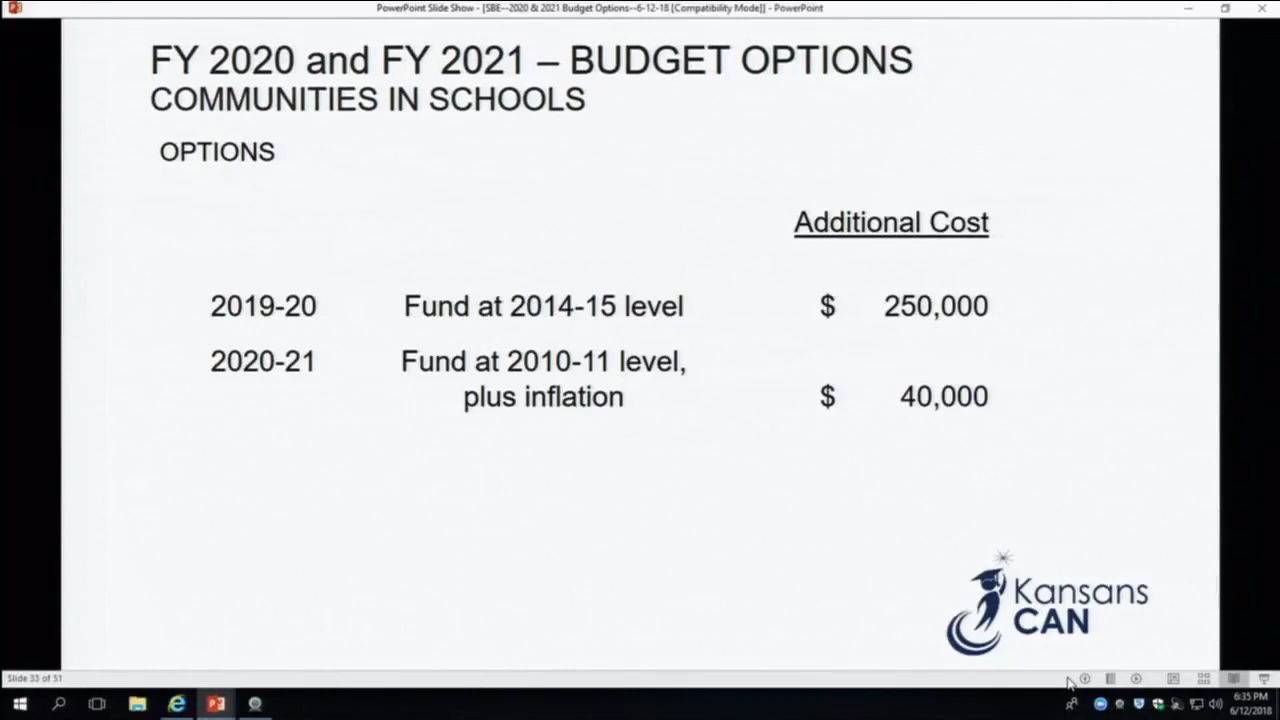 PowerPoint Slide Show - [SBE--2020 & 2021 Budget Options--6-12-18 [Compatibility Mode]] - PowerPoint
FY 2020 and FY 2021 – BUDGET OPTIONS
COMMUNITIES IN SCHOOLS
OPTIONS
Additional Cost
2019-20 Fund at 2014-15 level $ 250,000
2020-21 Fund at 2010-11 level,
plus inflation $ 40,000
Kansans
CAN
Slide 33 of 51
6:35 PM
6/12/2018